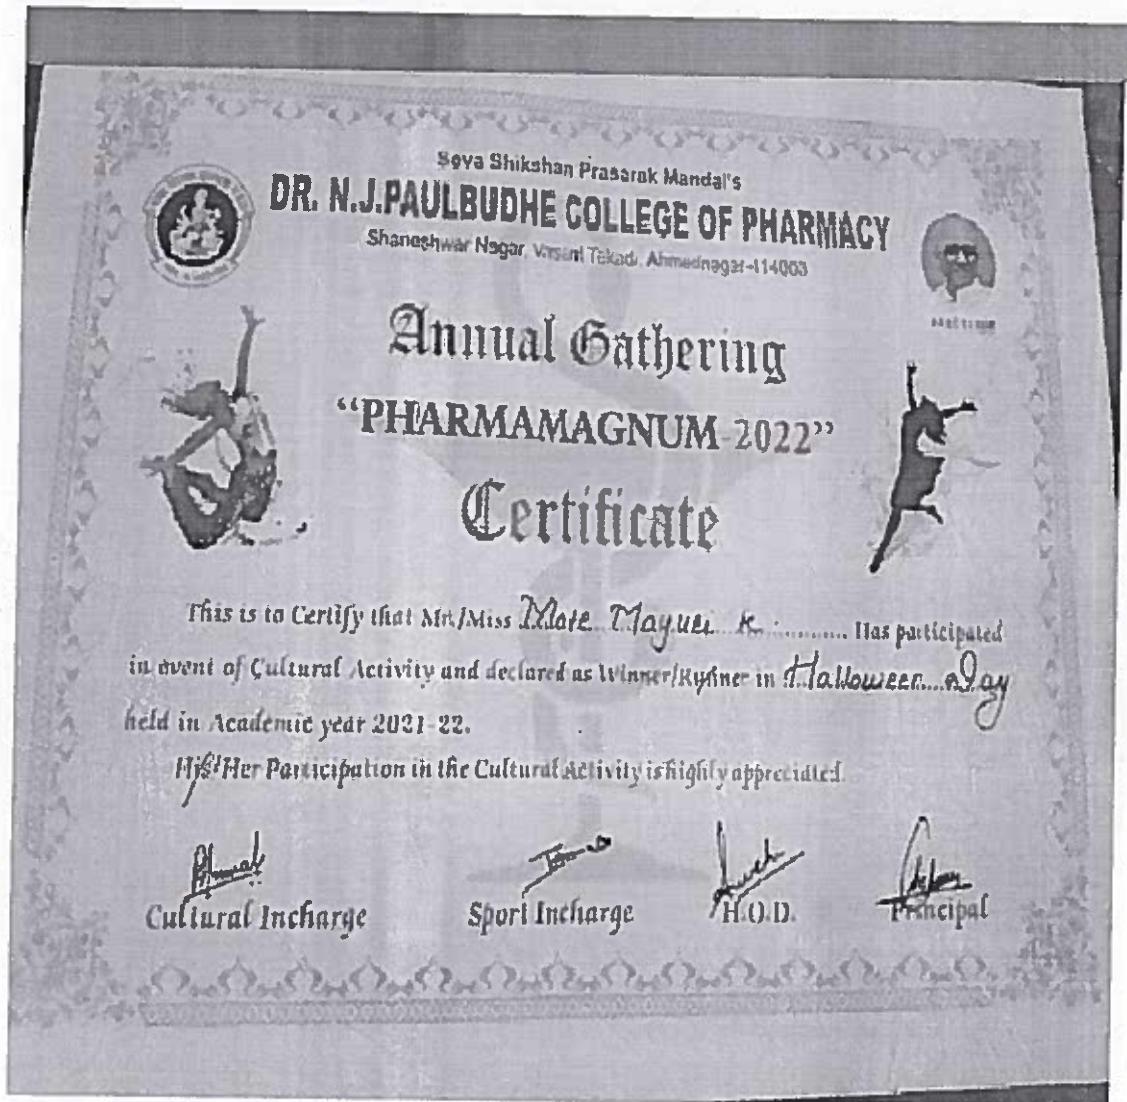 Seva Shikshan Prasarak Mandal's
DR. N.J.PAULBUDHE COLLEGE OF PHARMACY
Shaneshwar Nagar, Vasant Tekadi, Ahmednagar-414003
Annual Gathering
“PHARMAMAGNUM-2022”
Certificate
This is to Certify that Mr./Miss More Mayuri K. ............ Has participated
in event of Cultural Activity and declared as Winner/Runner in Halloween Day
held in Academic year 2021-22.
His/Her Participation in the Cultural Activity is highly appreciated.
Cultural Incharge Sport Incharge H.O.D. Principal